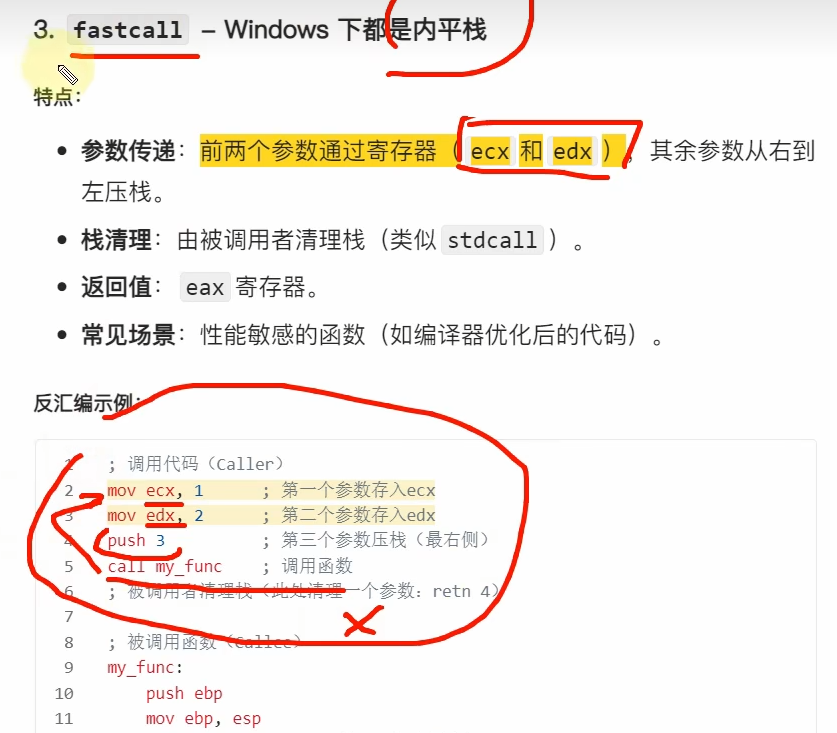 3. fastcall – Windows 下都是内平栈
特点：
• 参数传递：前两个参数通过寄存器（ecx 和 edx），其余参数从右到
左压栈。
• 栈清理：由被调用者清理栈（类似 stdcall）。
• 返回值： eax 寄存器。
• 常见场景：性能敏感的函数（如编译器优化后的代码）。
反汇编示例：
1 ; 调用代码（Caller）
2 mov ecx, 1 ; 第一个参数存入ecx
3 mov edx, 2 ; 第二个参数存入edx
4 push 3 ; 第三个参数压栈（最右侧）
5 call my_func ; 调用函数
6 ; 被调用者清理栈（此处清理一个参数：retn 4）
7
8 ; 被调用函数（Callee）
9 my_func:
10 push ebp
11 mov ebp, esp